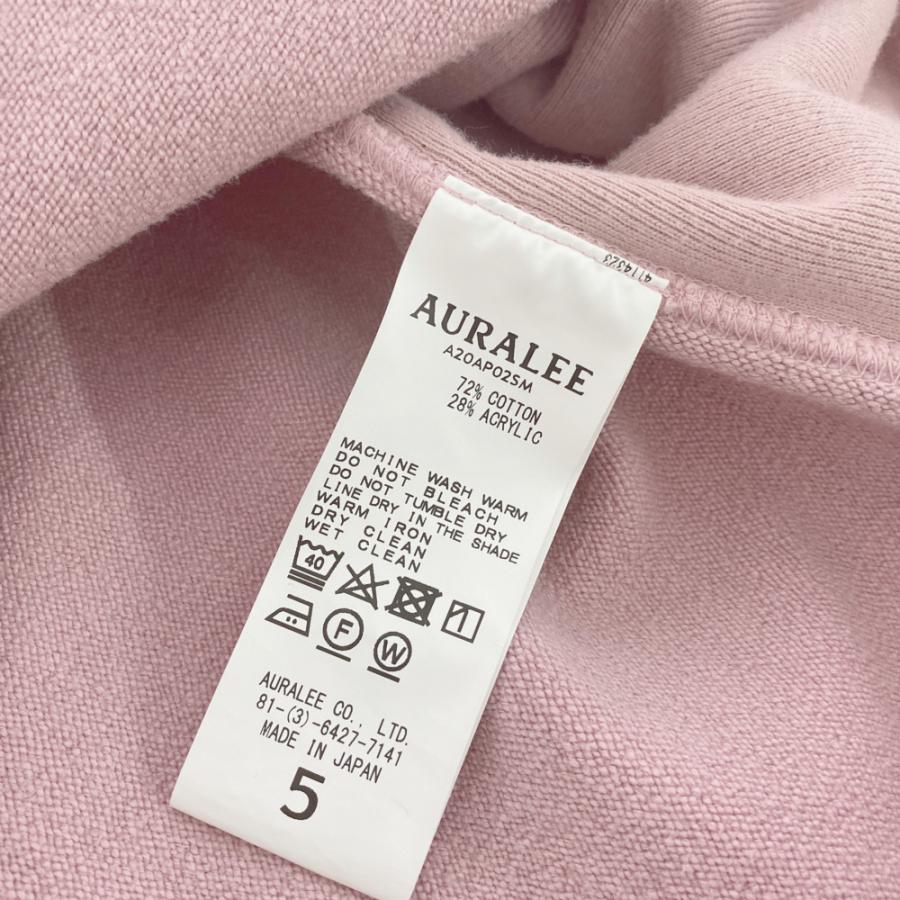 4114323
AURALEE
A20AP02SM
72% COTTON
28% ACRYLIC
MACHINE WASH WARM
DO NOT BLEACH
DO NOT TUMBLE DRY
LINE DRY IN THE SHADE
WARM IRON
DRY CLEAN
WET CLEAN
40
F
W
AURALEE CO., LTD.
81-(3)-6427-7141
MADE IN JAPAN
5